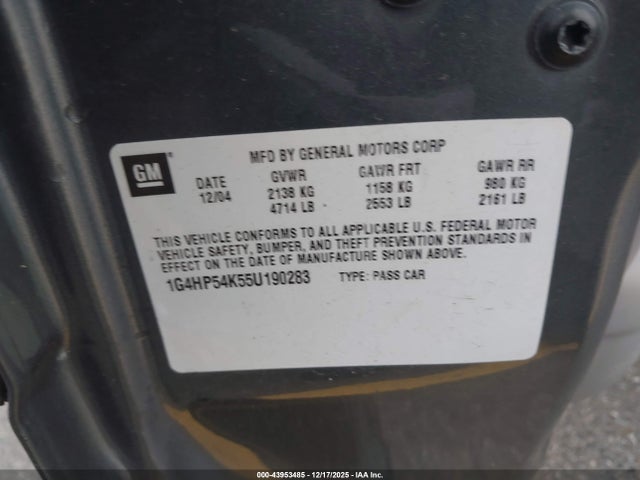 GM
MFD BY GENERAL MOTORS CORP
DATE GVWR GAWR FRT GAWR RR
12/04 2138 KG 1158 KG 980 KG
4714 LB 2553 LB 2161 LB
THIS VEHICLE CONFORMS TO ALL APPLICABLE U.S. FEDERAL MOTOR
VEHICLE SAFETY, BUMPER, AND THEFT PREVENTION STANDARDS IN
EFFECT ON THE DATE OF MANUFACTURE SHOWN ABOVE.
1G4HP54K55U190283 TYPE: PASS CAR
000-43953485 - 12/17/2025 - IAA Inc.